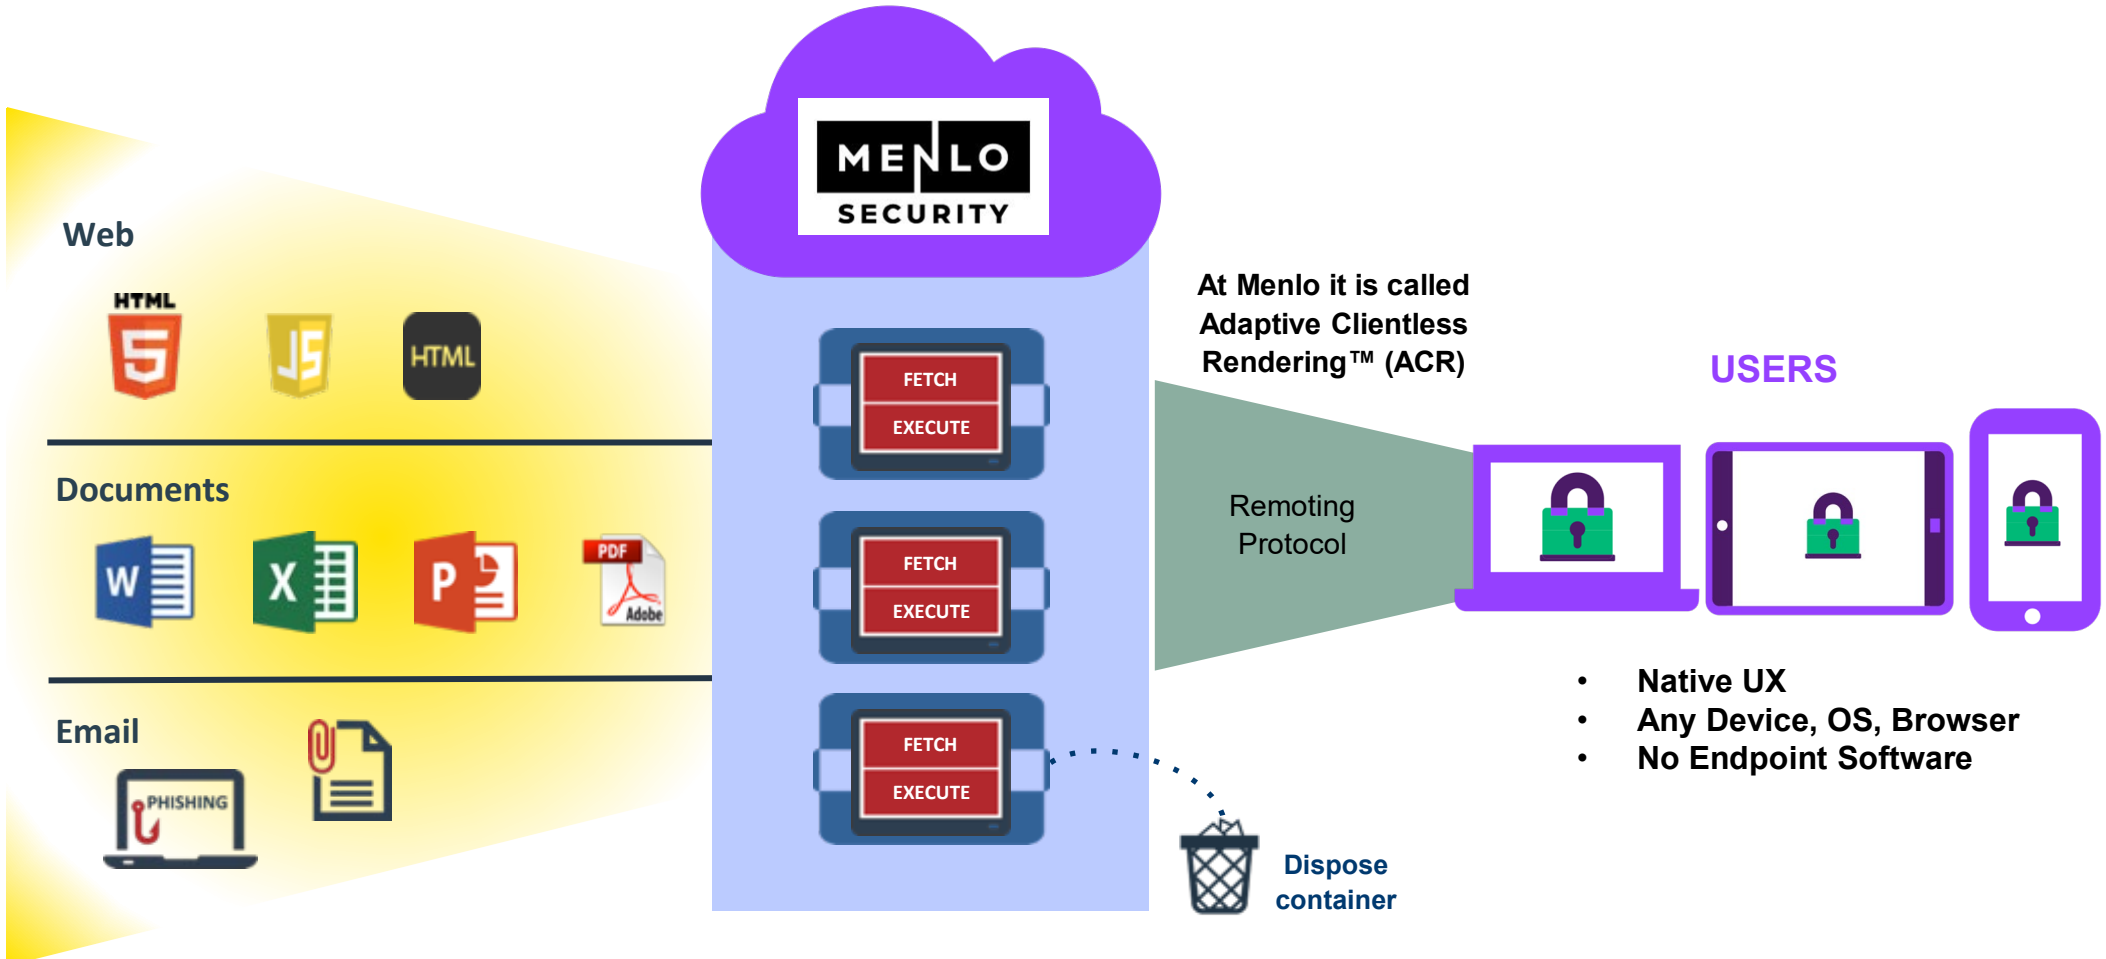 MENLO
SECURITY
Web
HTML
5
JS
HTML
Documents
W
X
P
PDF
Adobe
Email
PHISHING
FETCH
EXECUTE
FETCH
EXECUTE
FETCH
EXECUTE
At Menlo it is called
Adaptive Clientless
Rendering™ (ACR)
Remoting
Protocol
Dispose
container
USERS
• Native UX
• Any Device, OS, Browser
• No Endpoint Software